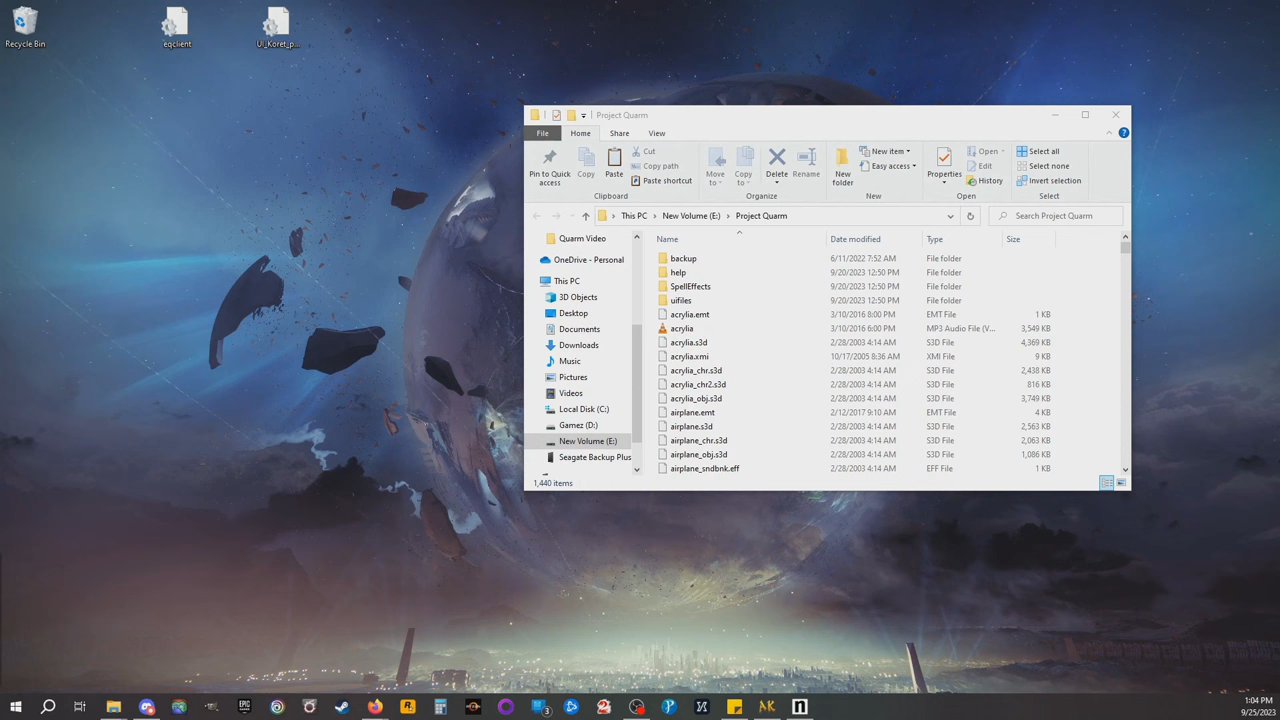 Recycle Bin
eqclient
UI_Koret_p...
Project Quarm
File Home Share View
Pin to Quick access
Copy
Paste
Cut
Copy path
Paste shortcut
Move to
Copy to
Delete
Rename
New folder
New item
Easy access
Properties
Open
Edit
History
Select all
Select none
Invert selection
Clipboard Organize New Open Select
This PC > New Volume (E:) > Project Quarm
Search Project Quarm
Quarm Video
OneDrive - Personal
This PC
3D Objects
Desktop
Documents
Downloads
Music
Pictures
Videos
Local Disk (C:)
Gamez (D:)
New Volume (E:)
Seagate Backup Plus
Name Date modified Type Size
backup 6/11/2022 7:52 AM File folder
help 9/20/2023 12:50 PM File folder
SpellEffects 9/20/2023 12:50 PM File folder
uifiles 9/20/2023 12:50 PM File folder
acrylia.emt 3/10/2016 8:00 PM EMT File 1 KB
acrylia 3/10/2016 6:00 PM MP3 Audio File (V... 3,549 KB
acrylia.s3d 2/28/2003 4:14 AM S3D File 4,369 KB
acrylia.xmi 10/17/2005 8:36 AM XMI File 9 KB
acrylia_chr.s3d 2/28/2003 4:14 AM S3D File 2,438 KB
acrylia_chr2.s3d 2/28/2003 4:14 AM S3D File 816 KB
acrylia_obj.s3d 2/28/2003 4:14 AM S3D File 3,749 KB
airplane.emt 2/12/2017 9:10 AM EMT File 4 KB
airplane.s3d 2/28/2003 4:14 AM S3D File 2,563 KB
airplane_chr.s3d 2/28/2003 4:14 AM S3D File 2,063 KB
airplane_obj.s3d 2/28/2003 4:14 AM S3D File 1,086 KB
airplane_sndbnk.eff 2/28/2003 4:14 AM EFF File 1 KB
1,440 items
EPIC
3
AK
1:04 PM
9/25/2023